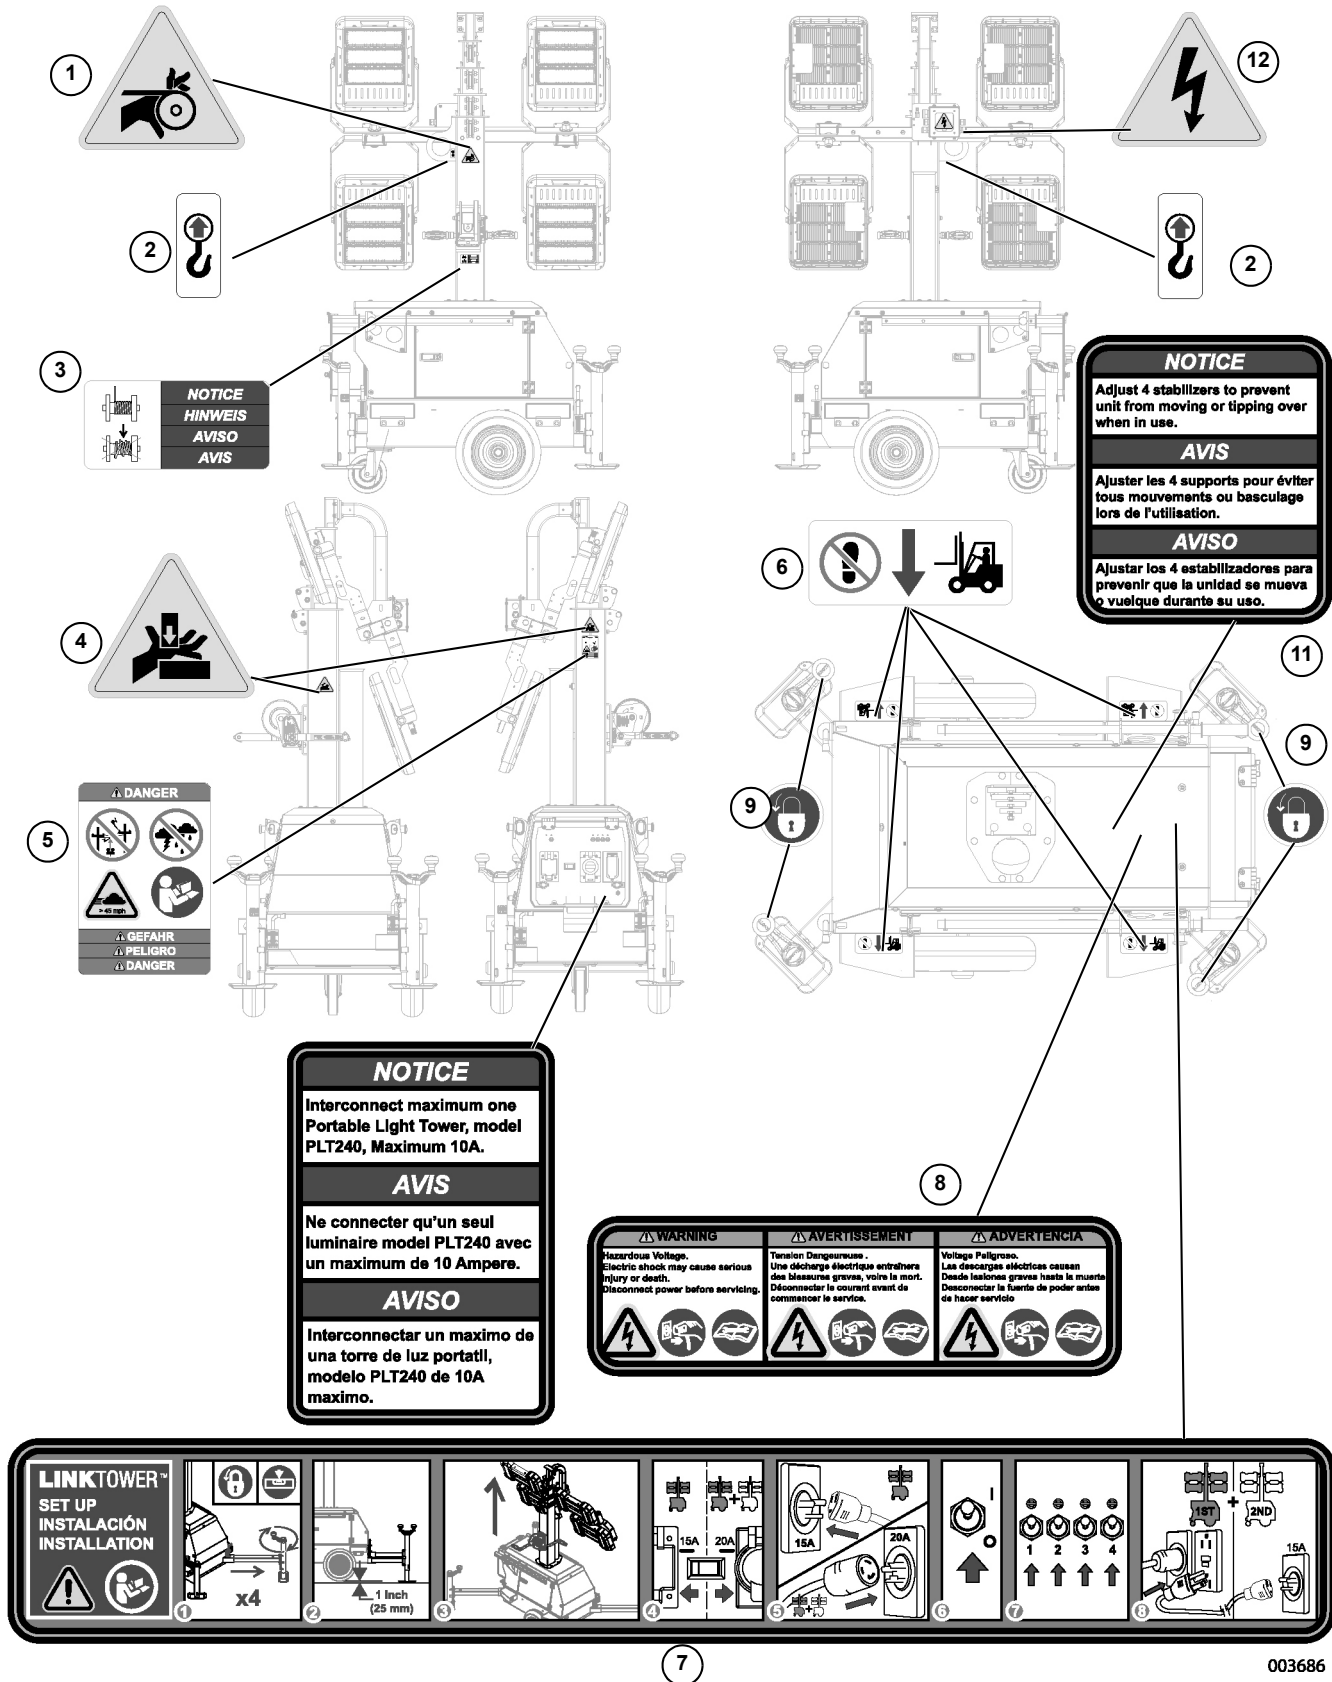 1
12
2
2
3
NOTICE
HINWEIS
AVISO
AVIS
NOTICE
Adjust 4 stabilizers to prevent
unit from moving or tipping over
when in use.
AVIS
Ajuster les 4 supports pour éviter
tous mouvements ou basculage
lors de l'utilisation.
AVISO
Ajustar los 4 estabilizadores para
prevenir que la unidad se mueva
o vuelque durante su uso.
11
6
4
5
DANGER
> 45 mph
GEFAHR
PELIGRO
DANGER
9
9
NOTICE
Interconnect maximum one
Portable Light Tower, model
PLT240, Maximum 10A.
AVIS
Ne connecter qu'un seul
luminaire model PLT240 avec
un maximum de 10 Ampere.
AVISO
Interconnectar un maximo de
una torre de luz portatil,
modelo PLT240 de 10A
maximo.
8
WARNING
Hazardous Voltage.
Electric shock may cause serious
injury or death.
Disconnect power before servicing.
AVERTISSEMENT
Tension Dangeureuse .
Une décharge électrique entraînera
des blessures graves, voire la mort.
Déconnecter le courant avant de
commencer le service.
ADVERTENCIA
Voltage Peligroso.
Las descargas eléctricas causan
Desde lesiones graves hasta la muerte
Desconectar la fuente de poder antes
de hacer servicio
LINKTOWER™
SET UP
INSTALACIÓN
INSTALLATION
1
x4
2
1 Inch
(25 mm)
3
4
15A
20A
5
15A
20A
6
I
O
7
1 2 3 4
8
1ST
+
2ND
15A
7
003686